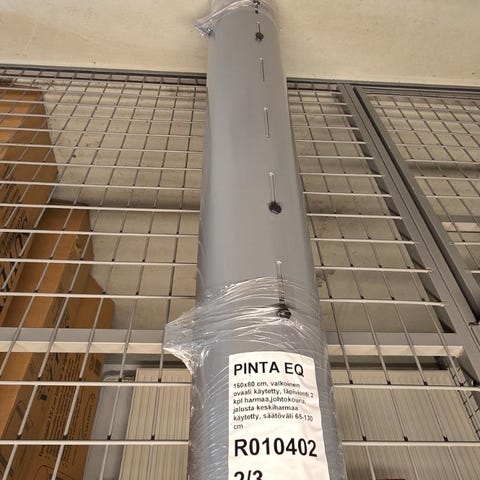 PINTA EQ
160x80 cm, valkoinen
ovaali käytetty, läpivienti 2
kpl harmaa,johtokouru,
jalusta keskiharmaa
käytetty, säätöväli 65-130
cm
R010402
2/3